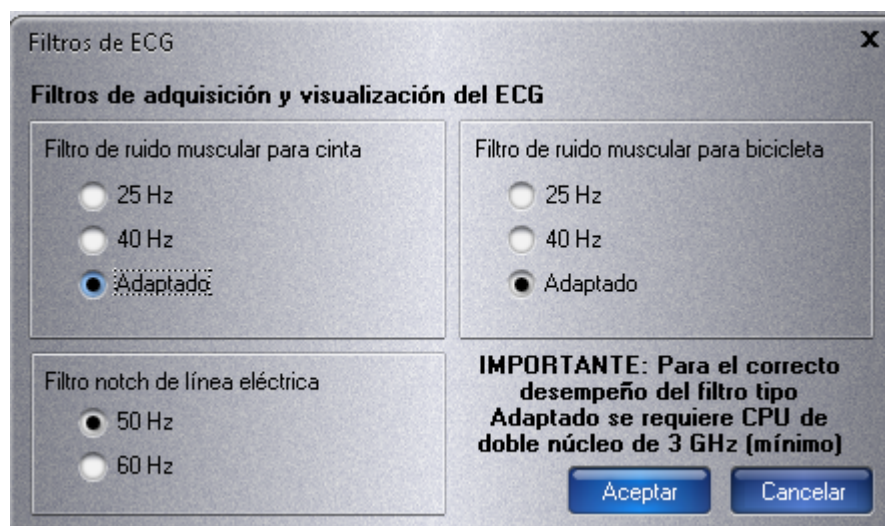 Filtros de ECG
x
Filtros de adquisición y visualización del ECG
Filtro de ruido muscular para cinta
25 Hz
40 Hz
Adaptado
Filtro de ruido muscular para bicicleta
25 Hz
40 Hz
Adaptado
Filtro notch de línea eléctrica
50 Hz
60 Hz
IMPORTANTE: Para el correcto
desempeño del filtro tipo
Adaptado se requiere CPU de
doble núcleo de 3 GHz (mínimo)
Aceptar
Cancelar